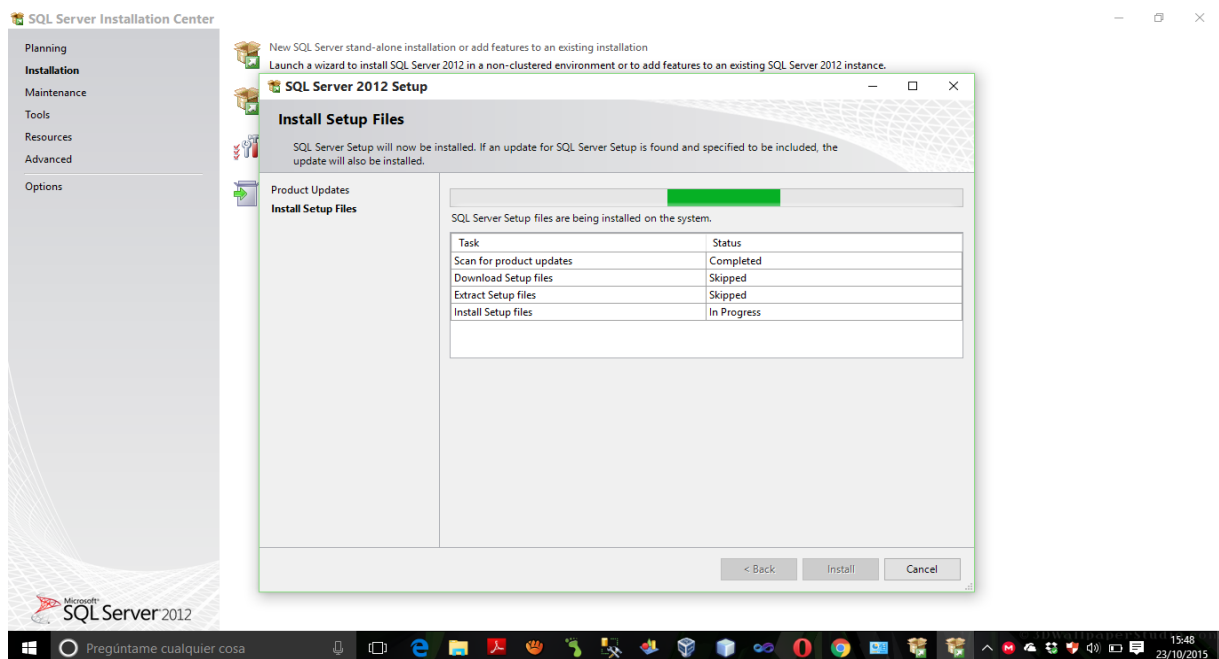 SQL Server Installation Center
Planning
Installation
Maintenance
Tools
Resources
Advanced
Options
New SQL Server stand-alone installation or add features to an existing installation
Launch a wizard to install SQL Server 2012 in a non-clustered environment or to add features to an existing SQL Server 2012 instance.
SQL Server 2012 Setup
Install Setup Files
SQL Server Setup will now be installed. If an update for SQL Server Setup is found and specified to be included, the
update will also be installed.
Product Updates
Install Setup Files
SQL Server Setup files are being installed on the system.
Task Status
Scan for product updates Completed
Download Setup files Skipped
Extract Setup files Skipped
Install Setup files In Progress
< Back Install Cancel
Microsoft
SQL Server 2012
Pregúntame cualquier cosa
15:48
23/10/2015